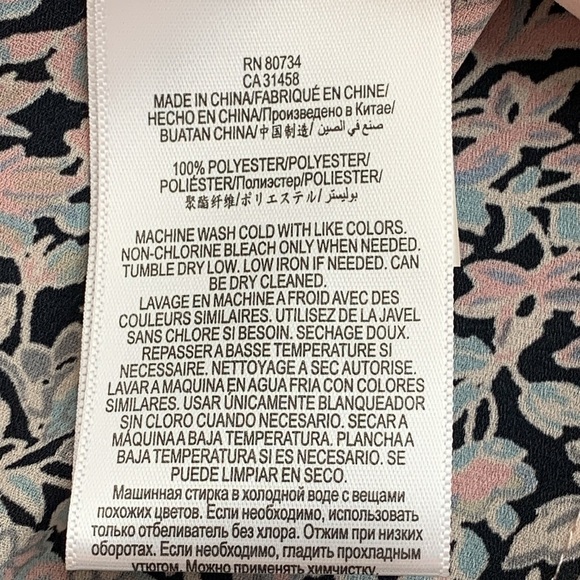 RN 80734
CA 31458
MADE IN CHINA/FABRIQUÉ EN CHINE/
HECHO EN CHINA/Произведено в Китае/
BUATAN CHINA/中国制造/ صنع في الصين
100% POLYESTER/POLYESTER/
POLIÉSTER/Полиэстер/POLIESTER/
聚酯纤维/ポリエステル/ بوليستر/
MACHINE WASH COLD WITH LIKE COLORS.
NON-CHLORINE BLEACH ONLY WHEN NEEDED.
TUMBLE DRY LOW. LOW IRON IF NEEDED. CAN
BE DRY CLEANED.
LAVAGE EN MACHINE A FROID AVEC DES
COULEURS SIMILAIRES. UTILISEZ DE LA JAVEL
SANS CHLORE SI BESOIN. SECHAGE DOUX.
REPASSER A BASSE TEMPERATURE SI
NECESSAIRE. NETTOYAGE A SEC AUTORISE.
LAVAR A MAQUINA EN AGUA FRIA CON COLORES
SIMILARES. USAR ÚNICAMENTE BLANQUEADOR
SIN CLORO CUANDO NECESARIO. SECAR A
MÁQUINA A BAJA TEMPERATURA. PLANCHA A
BAJA TEMPERATURA SI ES NECESARIO. SE
PUEDE LIMPIAR EN SECO.
Машинная стирка в холодной воде с вещами
похожих цветов. Если необходимо, использовать
только отбеливатель без хлора. Отжим при низких
оборотах. Если необходимо, гладить прохладным
утюгом. Можно применять химчистку.